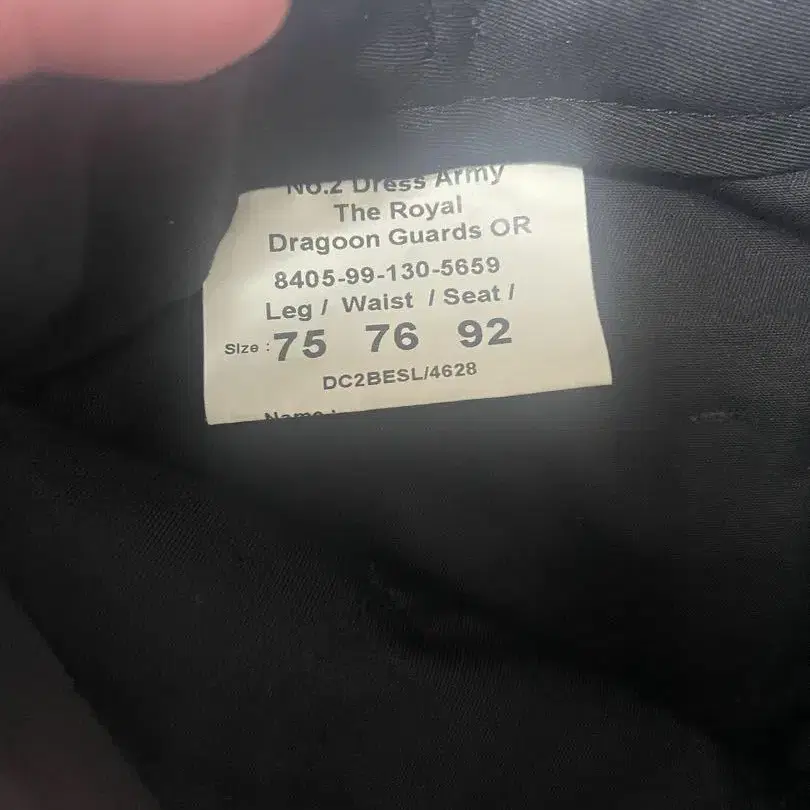 No.2 Dress Army
The Royal
Dragoon Guards OR
8405-99-130-5659
Leg / Waist / Seat /
Size : 75 76 92
DC2BESL/4628
Name :